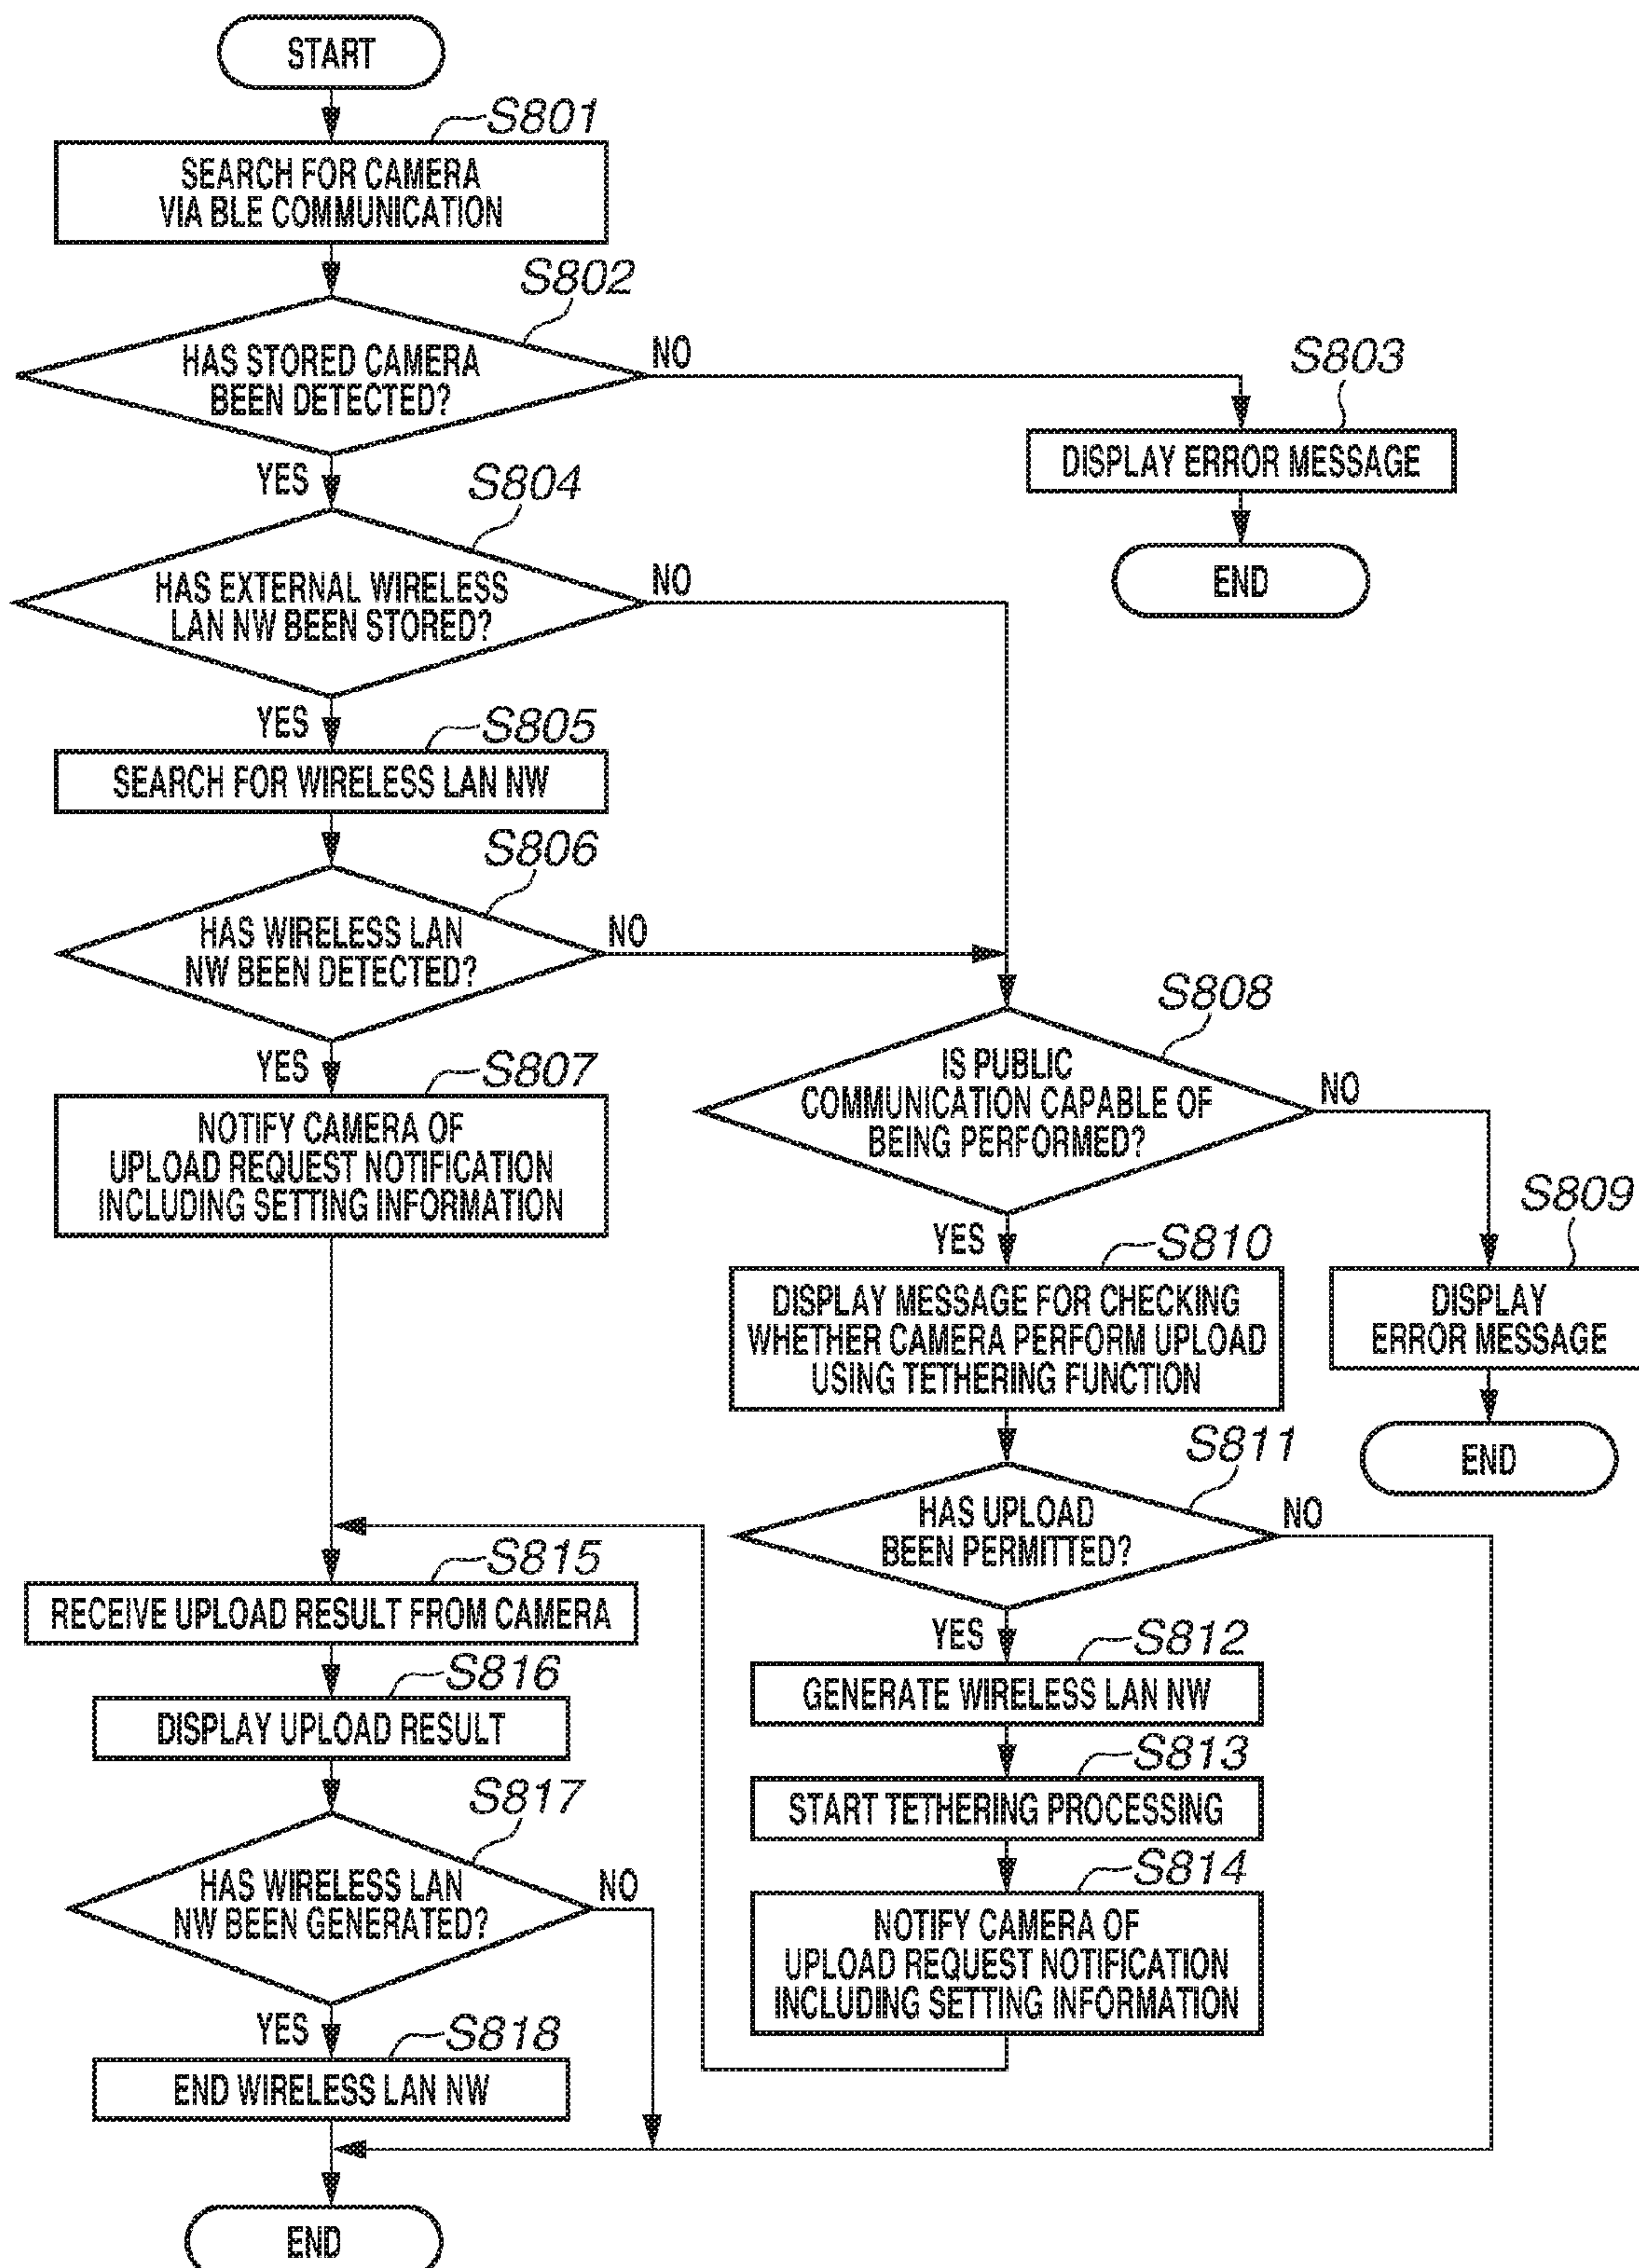 START
S801
SEARCH FOR CAMERA
VIA BLE COMMUNICATION
S802
HAS STORED CAMERA
BEEN DETECTED?
NO
S803
DISPLAY ERROR MESSAGE
END
YES
S804
HAS EXTERNAL WIRELESS
LAN NW BEEN STORED?
NO
YES
S805
SEARCH FOR WIRELESS LAN NW
S806
HAS WIRELESS LAN
NW BEEN DETECTED?
NO
YES
S807
NOTIFY CAMERA OF
UPLOAD REQUEST NOTIFICATION
INCLUDING SETTING INFORMATION
S808
IS PUBLIC
COMMUNICATION CAPABLE OF
BEING PERFORMED?
NO
S809
DISPLAY
ERROR MESSAGE
END
YES
S810
DISPLAY MESSAGE FOR CHECKING
WHETHER CAMERA PERFORM UPLOAD
USING TETHERING FUNCTION
S811
HAS UPLOAD
BEEN PERMITTED?
NO
YES
S812
GENERATE WIRELESS LAN NW
S813
START TETHERING PROCESSING
S814
NOTIFY CAMERA OF
UPLOAD REQUEST NOTIFICATION
INCLUDING SETTING INFORMATION
S815
RECEIVE UPLOAD RESULT FROM CAMERA
S816
DISPLAY UPLOAD RESULT
S817
HAS WIRELESS LAN
NW BEEN GENERATED?
NO
YES
S818
END WIRELESS LAN NW
END